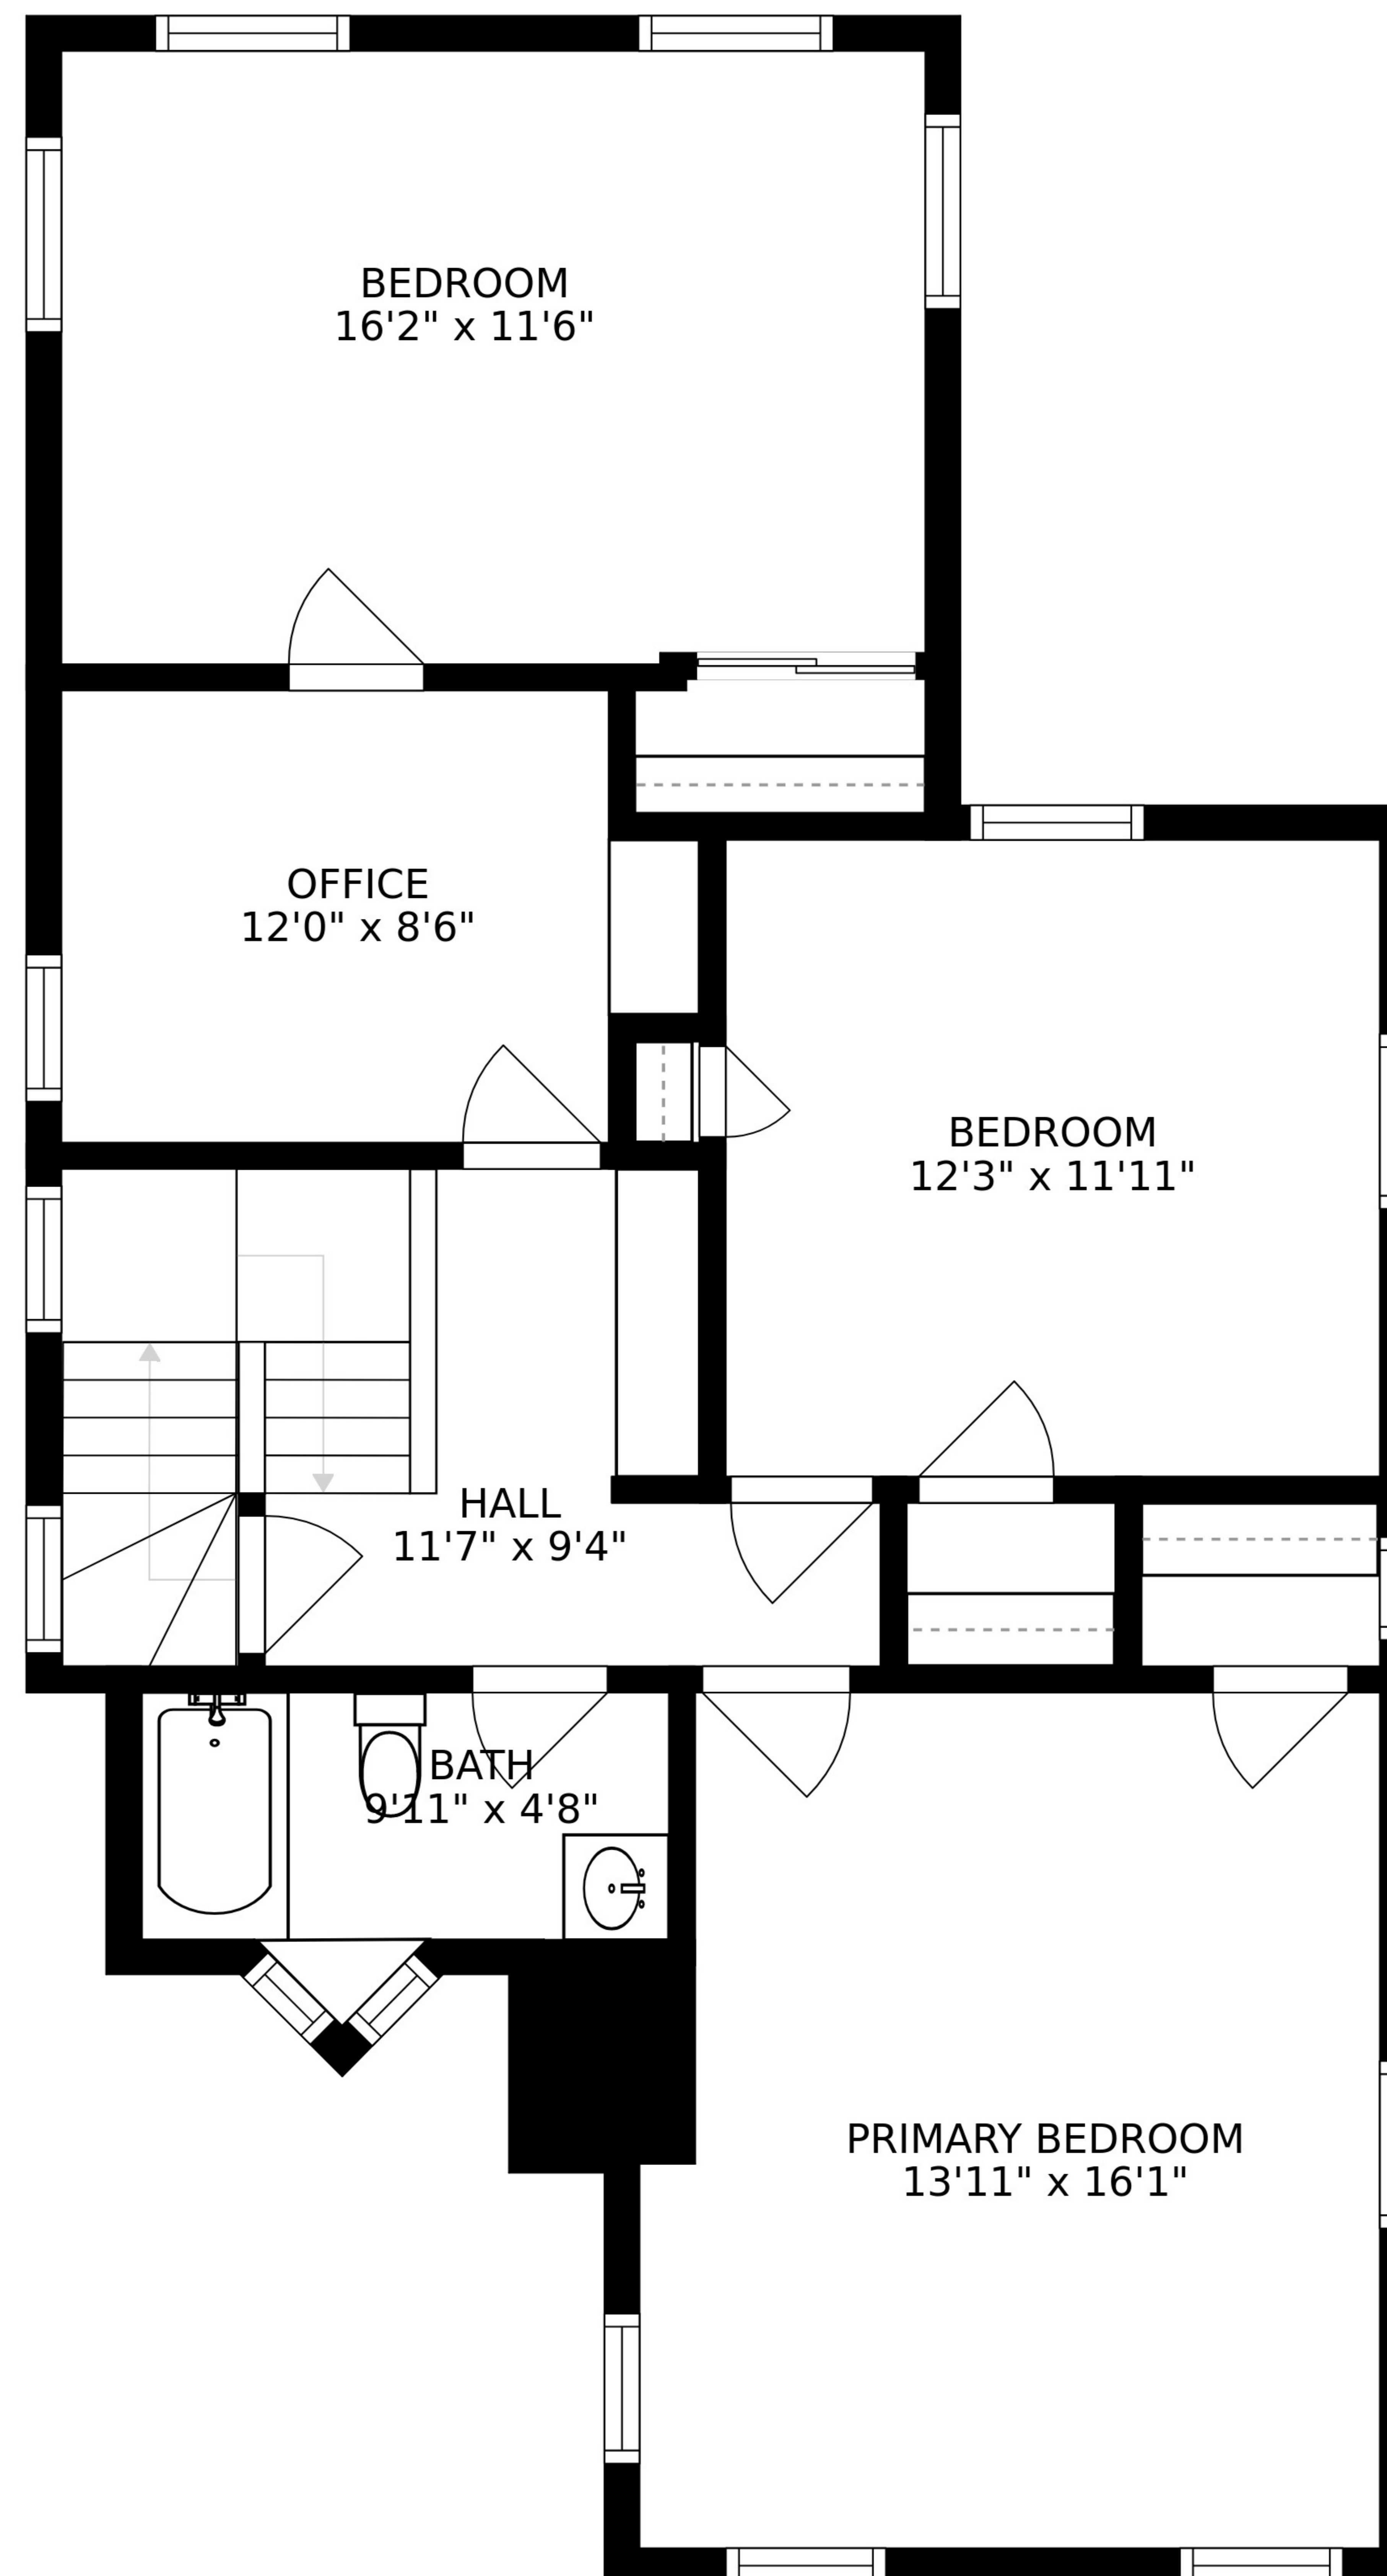 BEDROOM
16'2" x 11'6"
OFFICE
12'0" x 8'6"
BEDROOM
12'3" x 11'11"
HALL
11'7" x 9'4"
BATH
9'11" x 4'8"
PRIMARY BEDROOM
13'11" x 16'1"